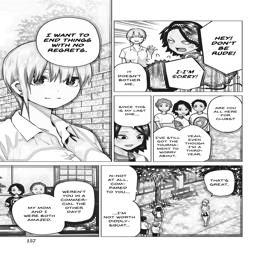 HEY!
DON'T
BE
RUDE!
I-I'M
SORRY!
IT
DOESN'T
BOTHER
ME.
I WANT TO
END THINGS
WITH NO
REGRETS.
ARE YOU
ALL HERE
FOR
CLUBS?
YEAH,
EVEN
THOUGH
I'M A
THIRD-
YEAR.
SINCE THIS
IS MY LAST
ONE...
I'VE STILL
GOT THE
TOURNA-
MENT TO
WORRY
ABOUT.
THAT'S
GREAT.
N-NOT
AT ALL,
COM-
PARED
TO YOU...
I'M
NOT WORTH
DIDDLY-
SQUAT...
WEREN'T
YOU IN A
COMMER-
CIAL THE
OTHER
DAY?
MY MOM
AND I
WERE BOTH
AMAZED.
157